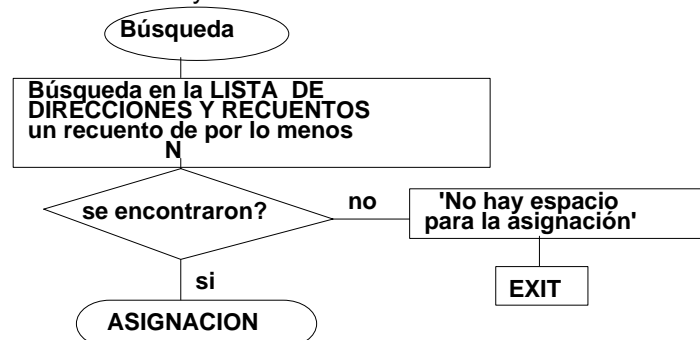 Búsqueda
Búsqueda en la LISTA DE
DIRECCIONES Y RECUENTOS
un recuento de por lo menos
N
se encontraron?
no
'No hay espacio
para la asignación'
EXIT
si
ASIGNACION